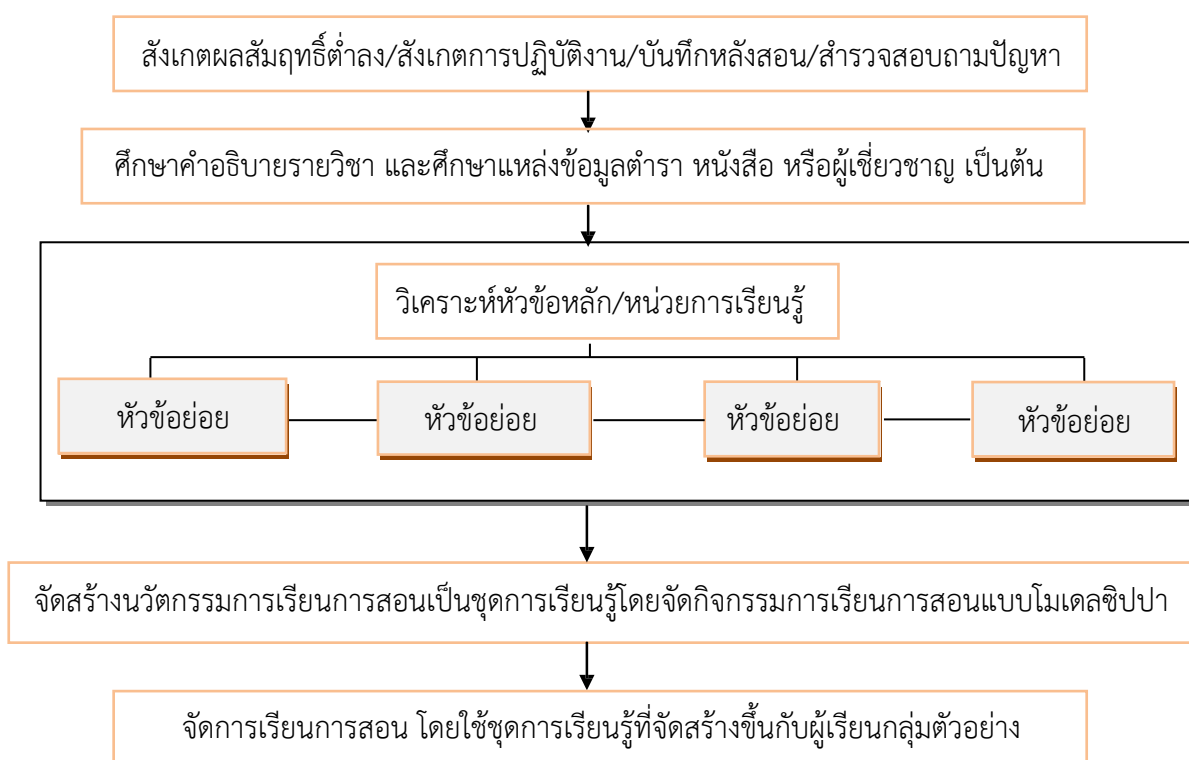 สังเกตผลสัมฤทธิ์ต่ำลง/สังเกตการปฏิบัติงาน/บันทึกหลังสอน/สำรวจสอบถามปัญหา
ศึกษาคำอธิบายรายวิชา และศึกษาแหล่งข้อมูลตำรา หนังสือ หรือผู้เชี่ยวชาญ เป็นต้น
วิเคราะห์หัวข้อหลัก/หน่วยการเรียนรู้
หัวข้อย่อย หัวข้อย่อย หัวข้อย่อย หัวข้อย่อย
จัดสร้างนวัตกรรมการเรียนการสอนเป็นชุดการเรียนรู้โดยจัดกิจกรรมการเรียนการสอนแบบโมเดลซิปปา
จัดการเรียนการสอน โดยใช้ชุดการเรียนรู้ที่จัดสร้างขึ้นกับผู้เรียนกลุ่มตัวอย่าง